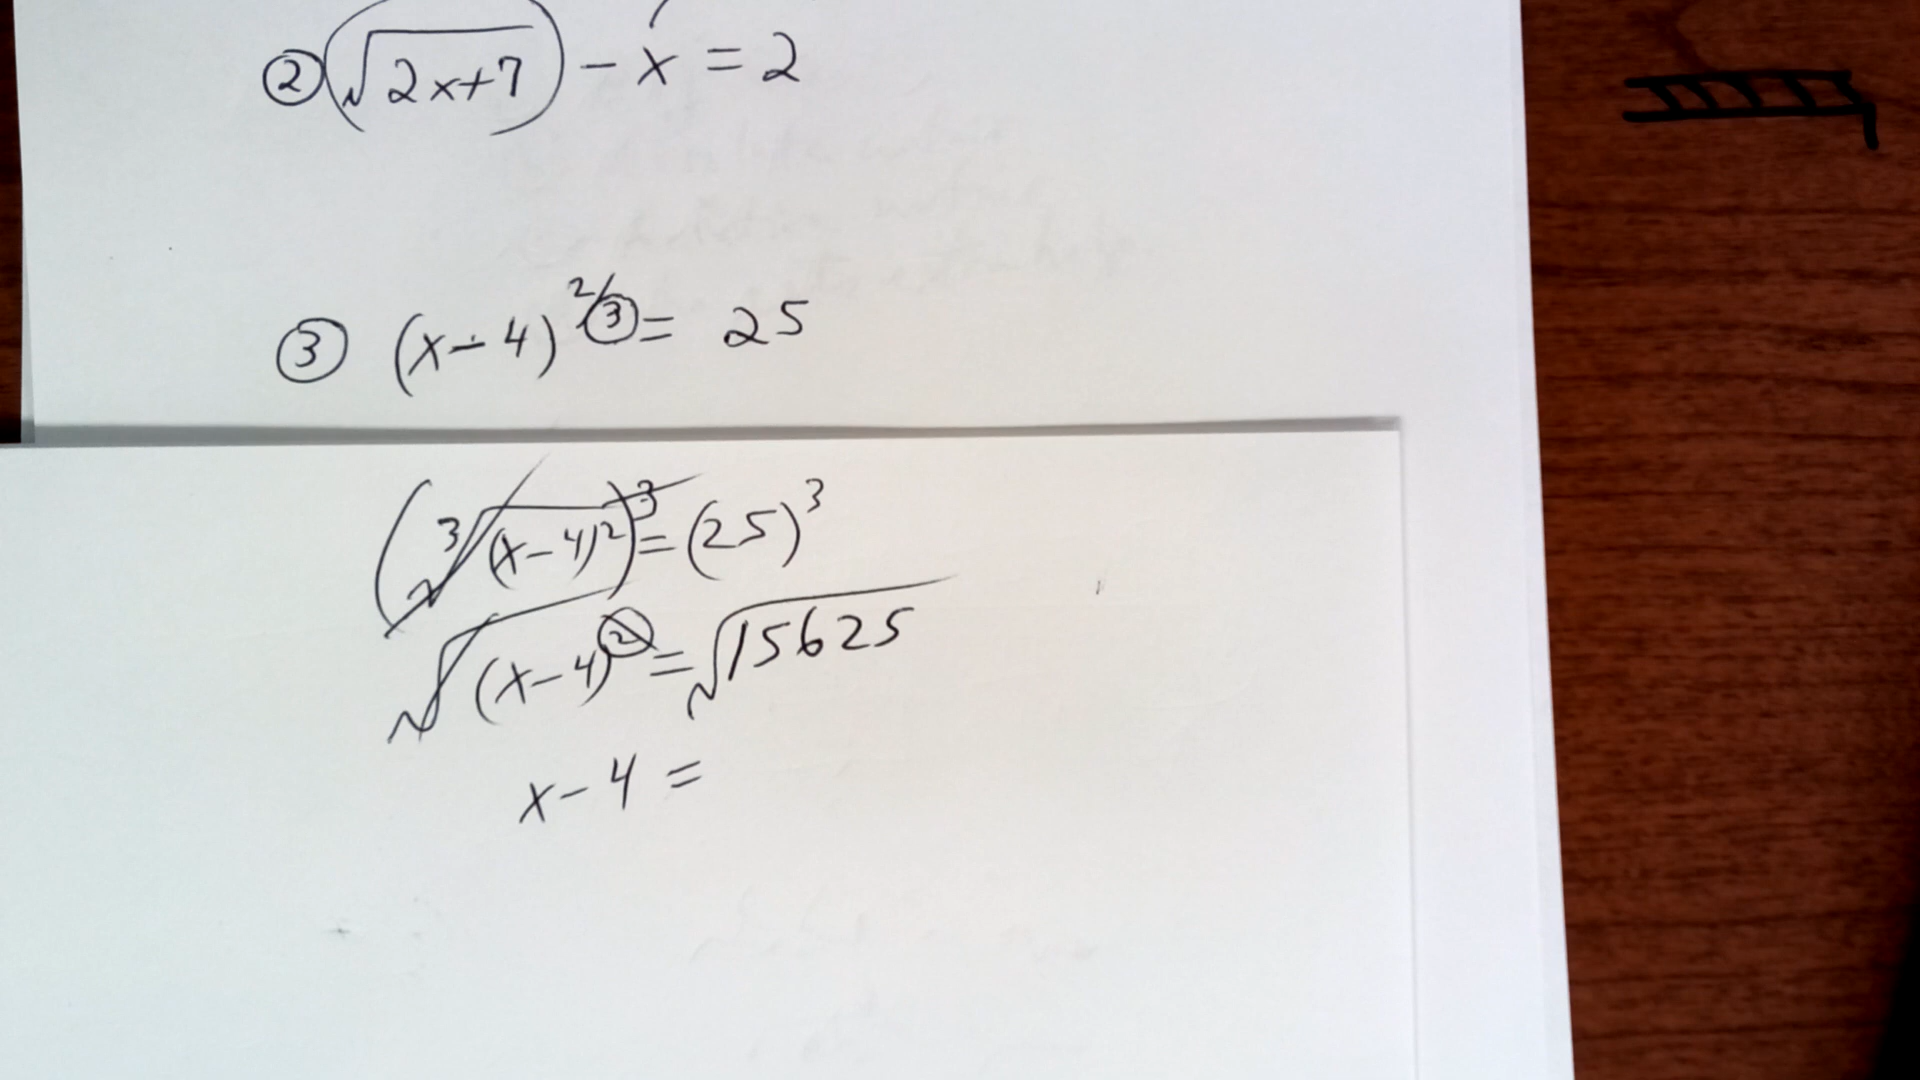 ② √(2x+7) - x = 2
③ (x-4)^(2/3) = 25
(∛((x-4)²))³ = (25)³
√((x-4)²) = √15625
x-4 =